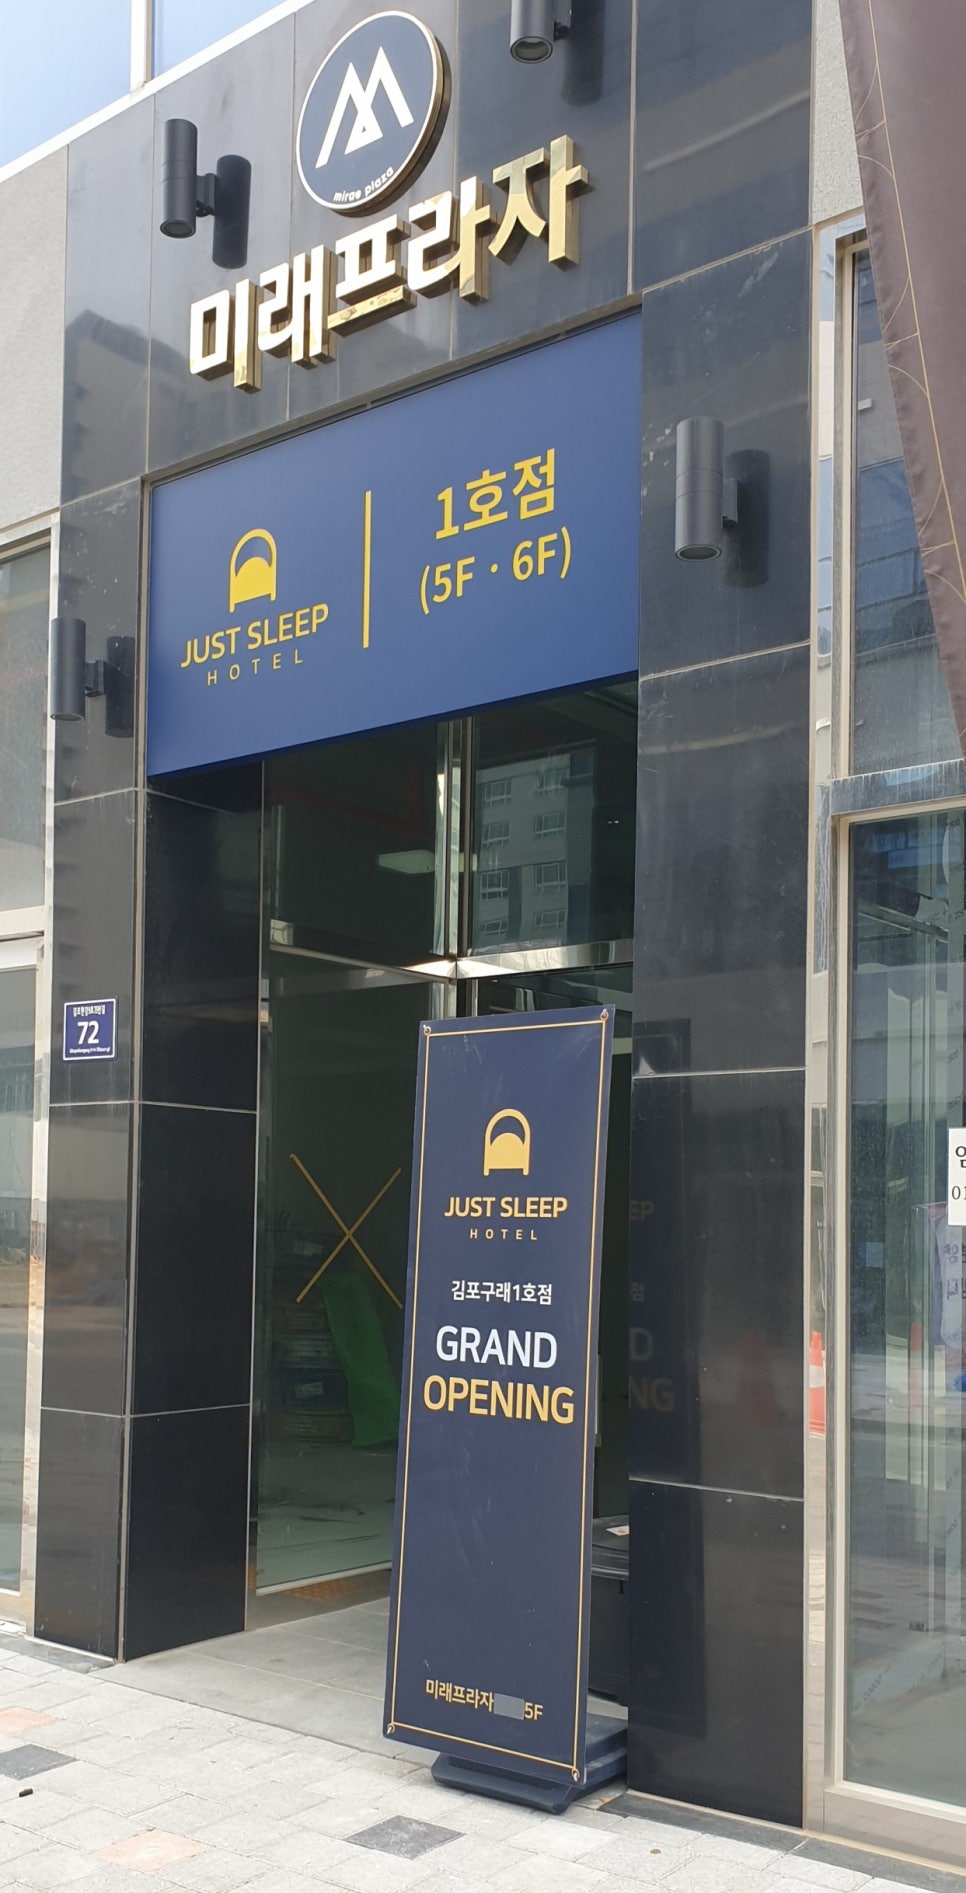 mirae plaza
미래프라자
JUST SLEEP
HOTEL
1호점
(5F · 6F)
72
JUST SLEEP
HOTEL
김포구래1호점
GRAND
OPENING
미래프라자 5F